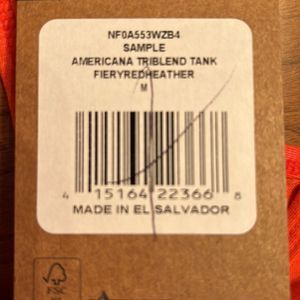 NF0A553WZB4
SAMPLE
AMERICANA TRIBLEND TANK
FIERYREDHEATHER
M
4 15164 22366 8
MADE IN EL SALVADOR